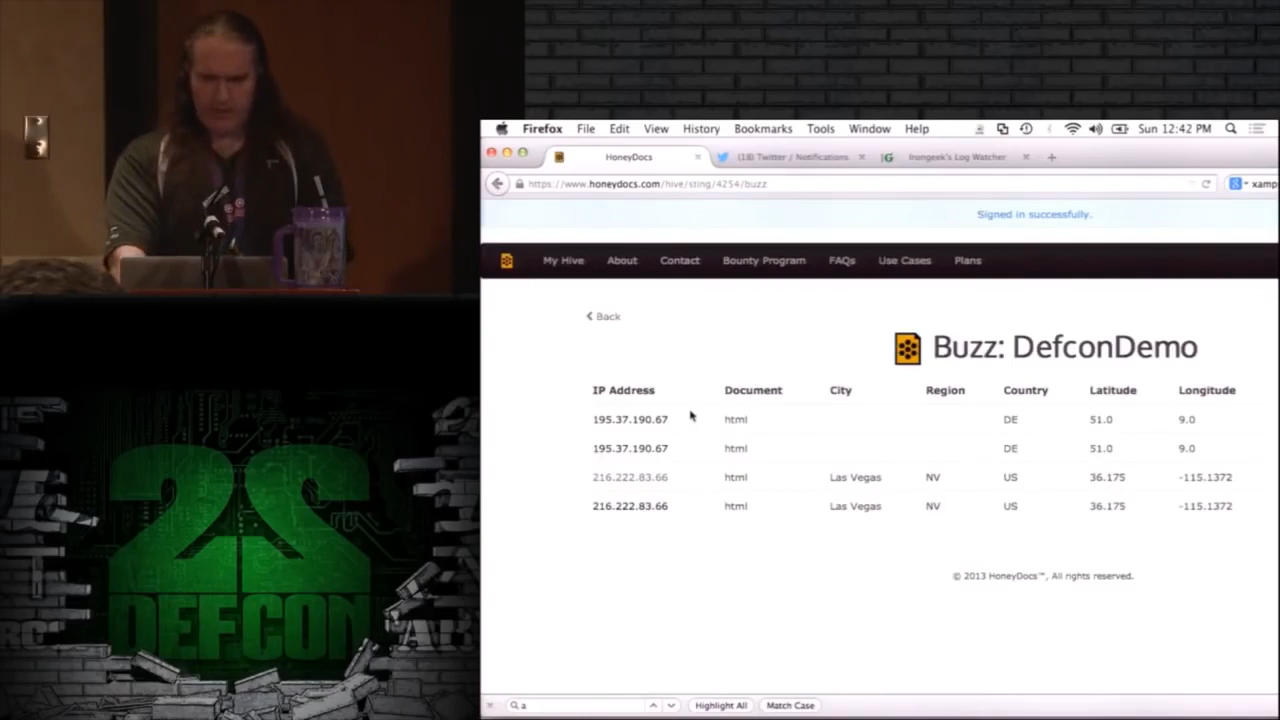 Firefox File Edit View History Bookmarks Tools Window Help Sun 12:42 PM
HoneyDocs (18) Twitter / Notifications Irongeek's Log Watcher
https://www.honeydocs.com/hive/sting/4254/buzz xamp
Signed in successfully.
My Hive About Contact Bounty Program FAQs Use Cases Plans
Back
Buzz: DefconDemo
IP Address Document City Region Country Latitude Longitude
195.37.190.67 html DE 51.0 9.0
195.37.190.67 html DE 51.0 9.0
216.222.83.66 html Las Vegas NV US 36.175 -115.1372
216.222.83.66 html Las Vegas NV US 36.175 -115.1372
© 2013 HoneyDocs™, All rights reserved.
a Highlight All Match Case
22
DEFCON